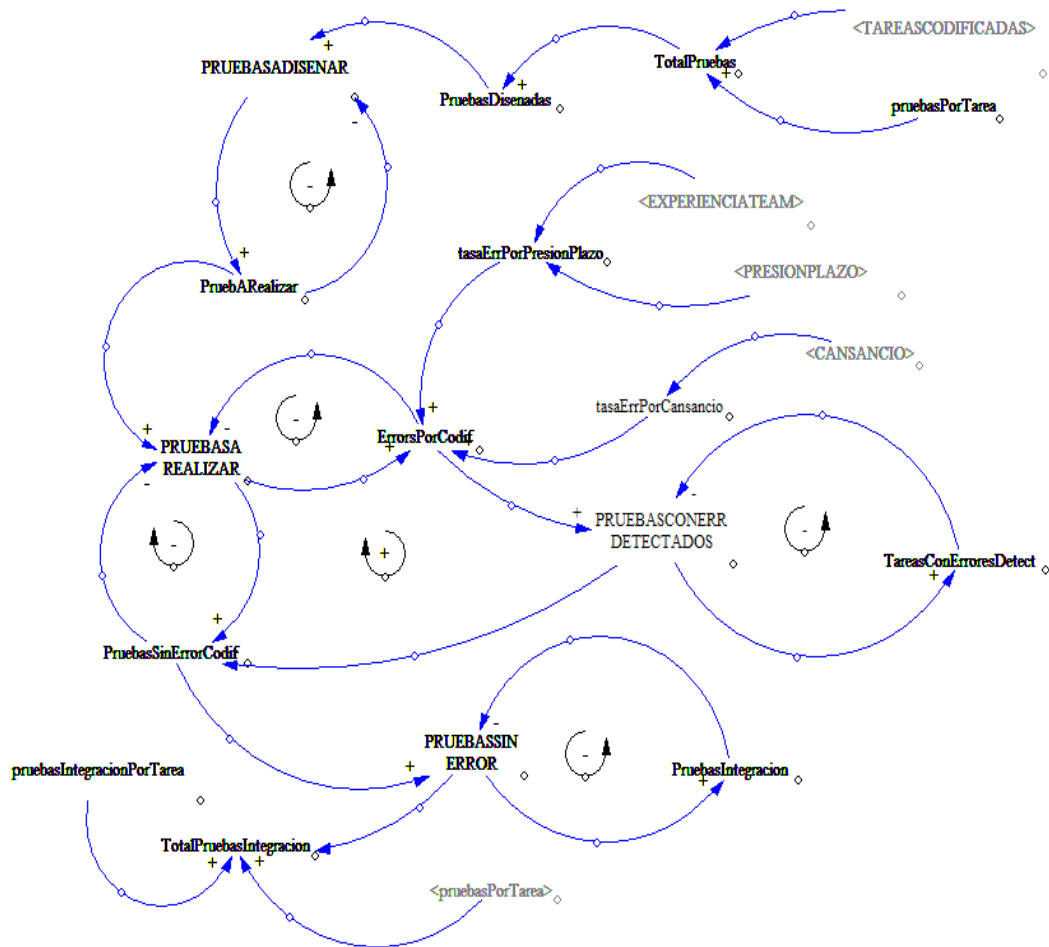 <TAREASCODIFICADAS>
+
PRUEBASADISENAR
TotalPruebas
+
+
PruebasDisenadas
pruebasPorTarea
-
-
<EXPERIENCIATEAM>
+
tasaErrPorPresionPlazo
<PRESIONPLAZO>
PruebARealizar
<CANSANCIO>
tasaErrPorCansancio
+
+
-
ErrorsPorCodif
+
+
-
PRUEBASA
REALIZAR
-
-
+
PRUEBASCONERR
DETECTADOS
-
-
+
TareasConErroresDetect
+
+
PruebasSinErrorCodif
-
PRUEBASSIN
ERROR
+
-
PruebasIntegracion
+
pruebasIntegracionPorTarea
TotalPruebasIntegracion
+
+
<pruebasPorTarea>